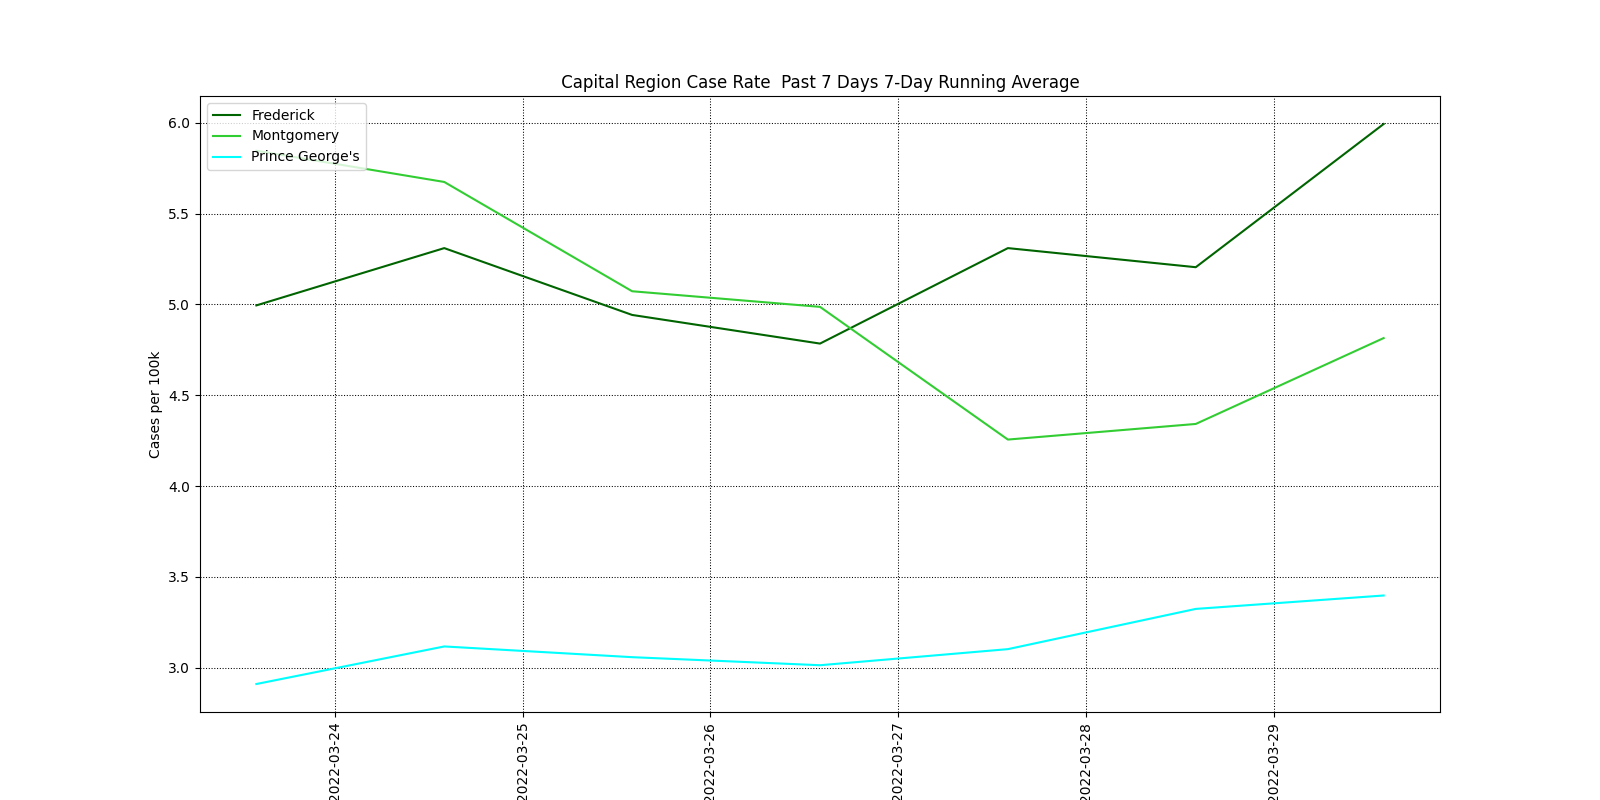 Capital Region Case Rate  Past 7 Days 7-Day Running Average
Frederick
Montgomery
Prince George's
Cases per 100k
6.0
5.5
5.0
4.5
4.0
3.5
3.0
2022-03-24
2022-03-25
2022-03-26
2022-03-27
2022-03-28
2022-03-29